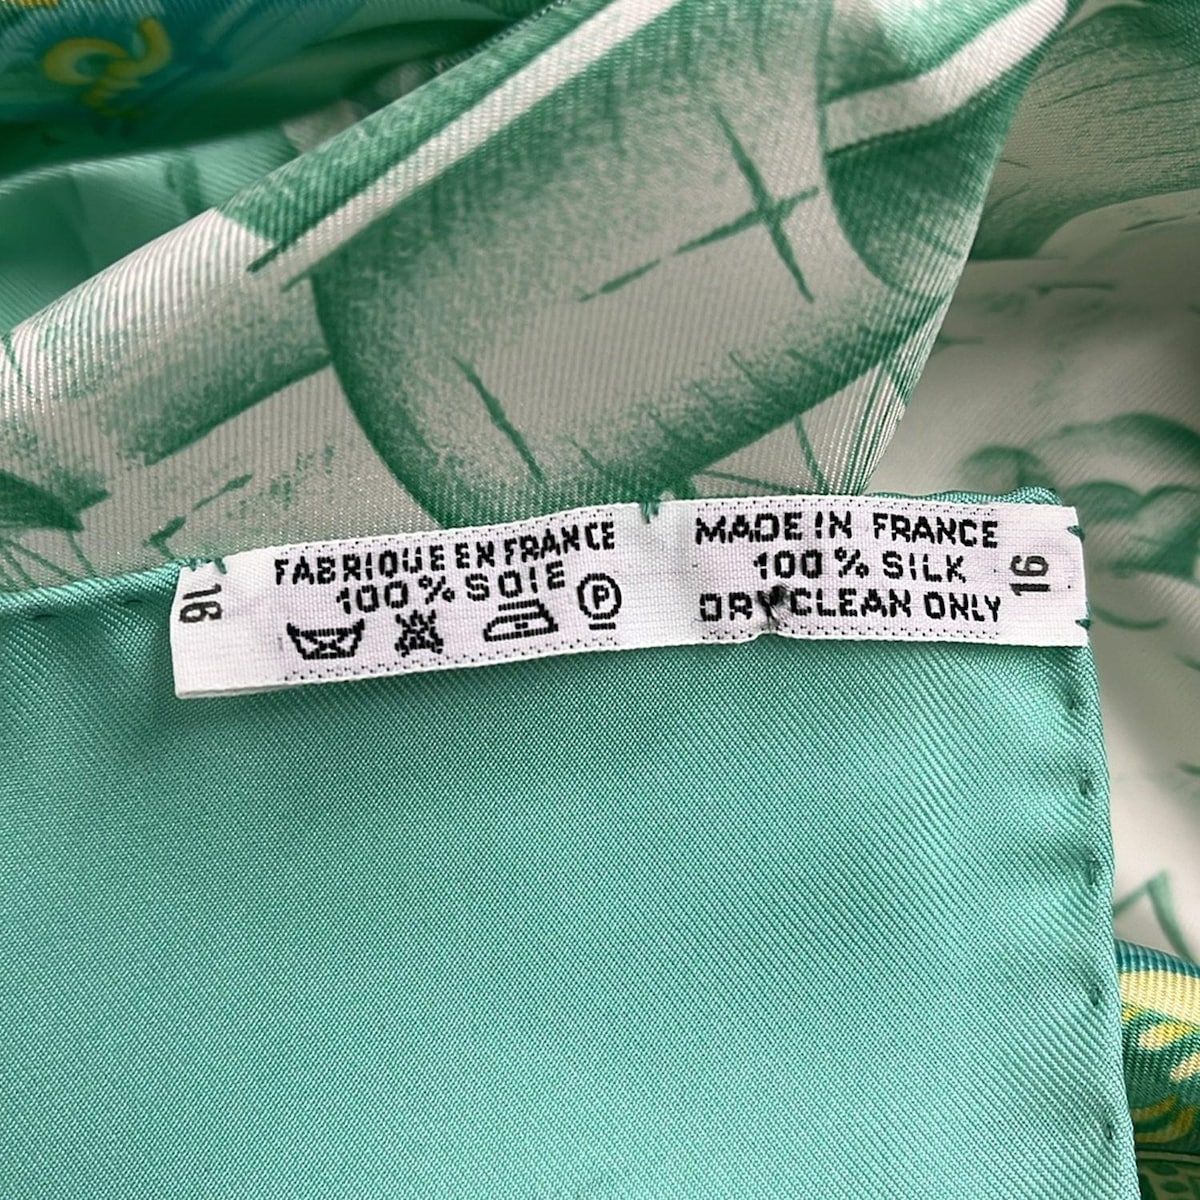 16
FABRIQUE EN FRANCE
100% SOIE
P
MADE IN FRANCE
100% SILK
DRY CLEAN ONLY
16